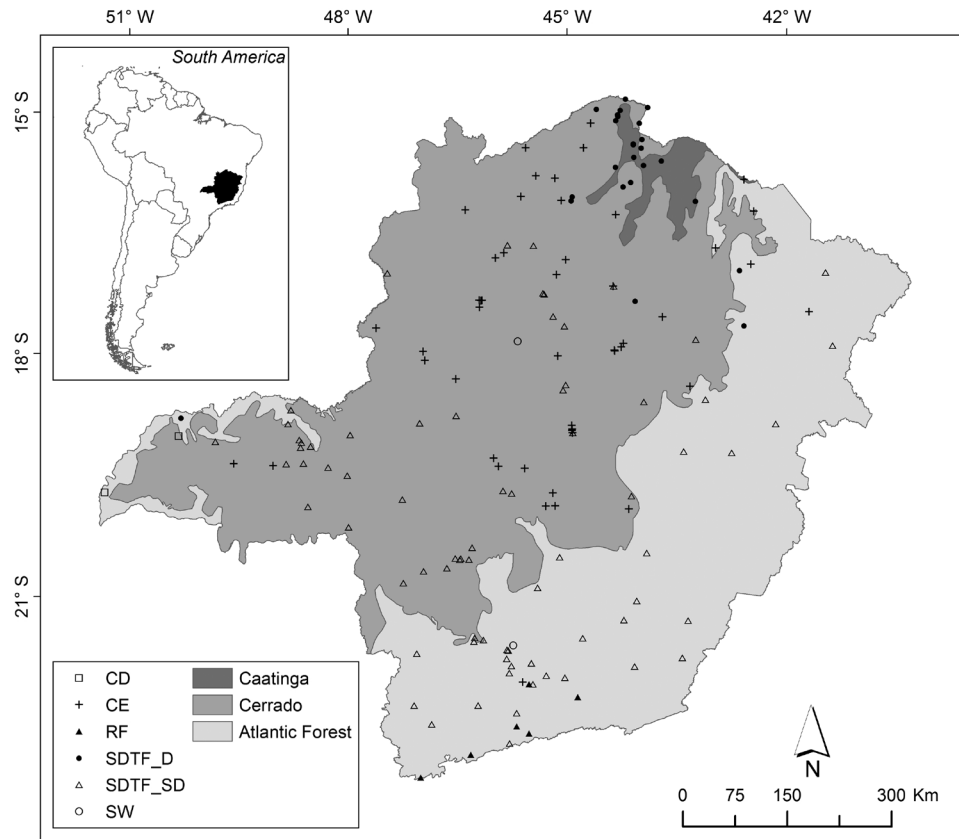 51° W 48° W 45° W 42° W
South America
15° S
18° S
21° S
CD
CE
RF
SDTF_D
SDTF_SD
SW
Caatinga
Cerrado
Atlantic Forest
N
0 75 150 300 Km